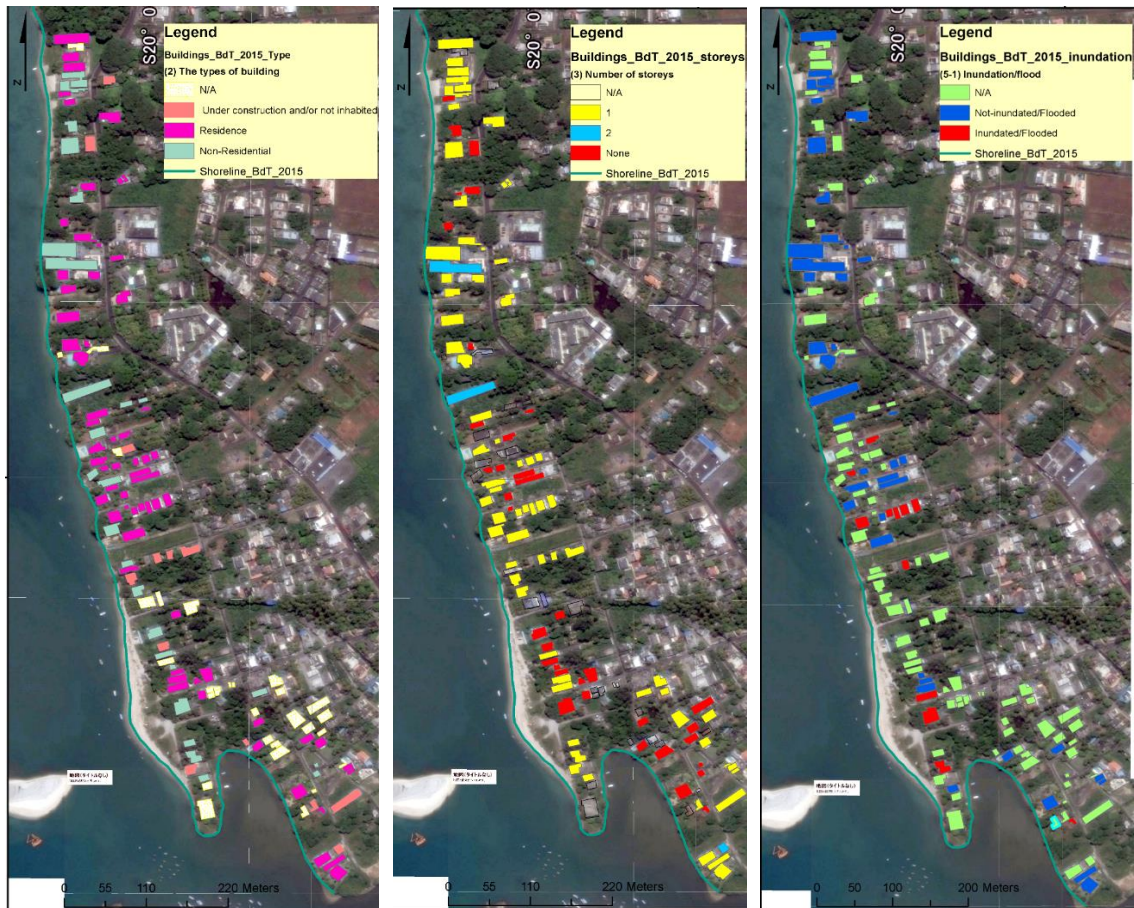 Legend
Buildings_BdT_2015_Type
(2) The types of building
N/A
Under construction and/or not inhabited
Residence
Non-Residential
Shoreline_BdT_2015
S20° 0
N
0 55 110 220 Meters
Legend
Buildings_BdT_2015_storeys
(3) Number of storeys
N/A
1
2
None
Shoreline_BdT_2015
S20° 0
N
0 55 110 220 Meters
Legend
Buildings_BdT_2015_inundation
(5-1) Inundation/flood
N/A
Not-inundated/Flooded
Inundated/Flooded
Shoreline_BdT_2015
S20° 0
N
0 50 100 200 Meters